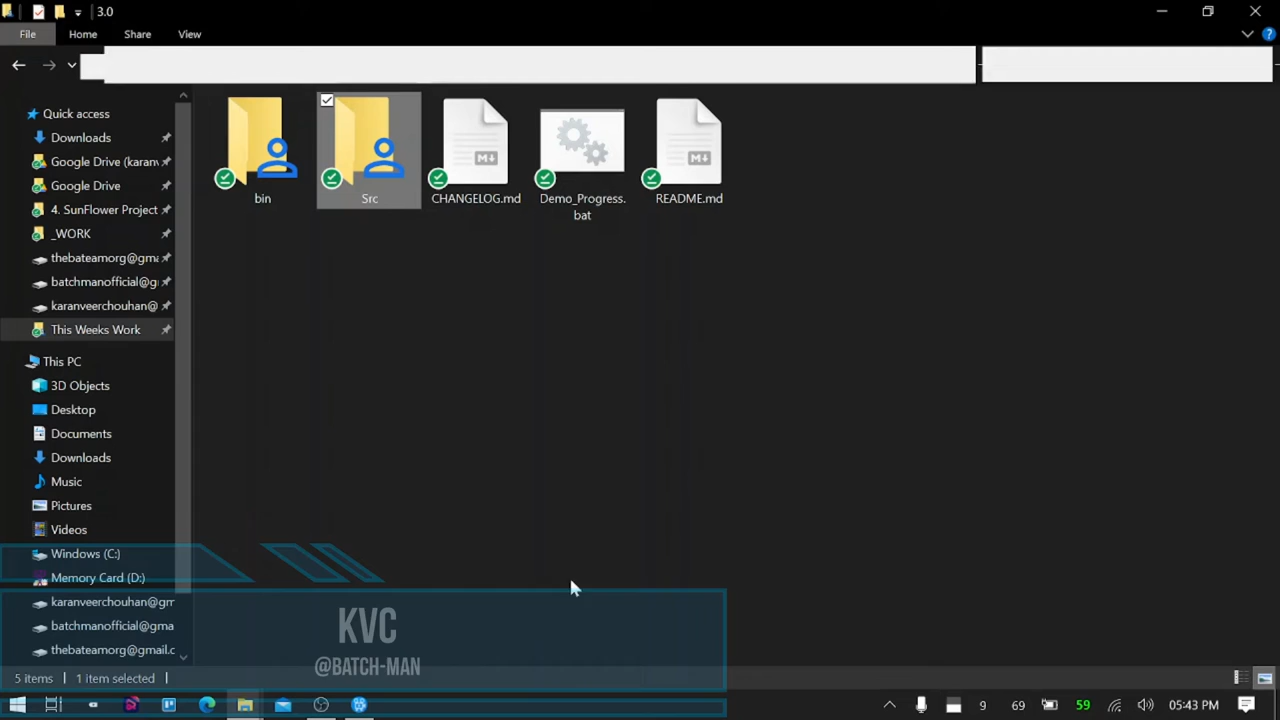 3.0
File Home Share View
Quick access
Downloads
Google Drive (karan
Google Drive
4. SunFlower Project
_WORK
thebateamorg@gma
batchmanofficial@g
karanveerchouhan@
This Weeks Work
This PC
3D Objects
Desktop
Documents
Downloads
Music
Pictures
Videos
Windows (C:)
Memory Card (D:)
karanveerchouhan@gm
batchmanofficial@gma
thebateamorg@gmail.c
bin
Src
CHANGELOG.md
Demo_Progress.
bat
README.md
KVC
@BATCH-MAN
5 items 1 item selected
9 69 59 05:43 PM